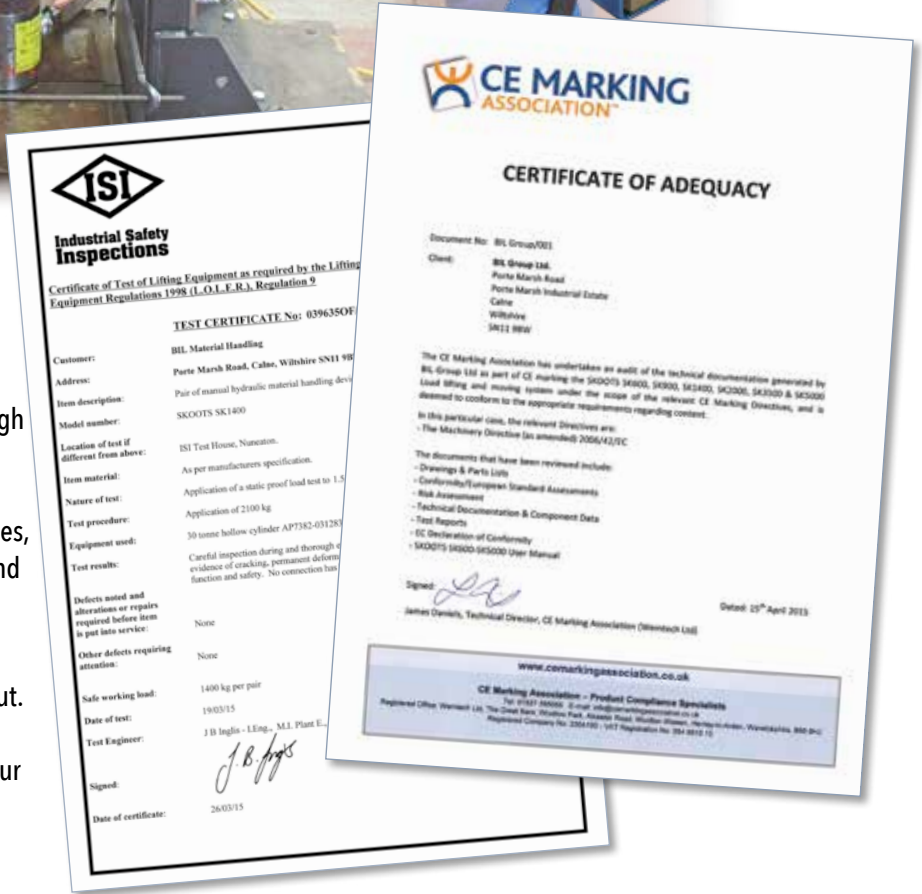 gh
es,
nd
ut.
ur
ISI
Industrial Safety
Inspections
Certificate of Test of Lifting Equipment as required by the Lifting
Equipment Regulations 1998 (L.O.L.E.R.), Regulation 9
TEST CERTIFICATE No: 039635OF
Customer: BIL Material Handling
Address: Porte Marsh Road, Calne, Wiltshire SN11 9B
Item description: Pair of manual hydraulic material handling devi
Model number: SKOOTS SK1400
Location of test if
different from above: ISI Test House, Nuneaton.
Item material: As per manufacturers specification.
Nature of test: Application of a static proof load test to 1.5
Test procedure: Application of 2100 kg
Equipment used: 30 tonne hollow cylinder AP7382-031283
Test results: Careful inspection during and thorough e
evidence of cracking, permanent deform
function and safety. No connection has
Defects noted and
alterations or repairs
required before item
is put into service: None
Other defects requiring
attention: None
Safe working load: 1400 kg per pair
Date of test: 19/03/15
Test Engineer: J B Inglis - I.Eng., M.I. Plant E.,
Signed: J. B. Inglis
Date of certificate: 26/03/15
CE MARKING
ASSOCIATION™
CERTIFICATE OF ADEQUACY
Document No: BIL Group/001
Client: BIL Group Ltd.
Porte Marsh Road
Porte Marsh Industrial Estate
Calne
Wiltshire
SN11 9BW
The CE Marking Association has undertaken an audit of the technical documentation generated by
BIL Group Ltd as part of CE marking the SKOOTS SK600, SK900, SK1400, SK2000, SK3500 & SK5000
Load lifting and moving system under the scope of the relevant CE Marking Directives, and is
deemed to conform to the appropriate requirements regarding content.
In this particular case, the relevant Directives are:
- The Machinery Directive (as amended) 2006/42/EC
The documents that have been reviewed include:
- Drawings & Parts Lists
- Conformity/European Standard Assessments
- Risk Assessment
- Technical Documentation & Component Data
- Test Reports
- EC Declaration of Conformity
- SKOOTS SK600-SK5000 User Manual
Signed:
Dated: 15th April 2015
James Daniels, Technical Director, CE Marking Association (Wemtech Ltd)
www.cemarkingassociation.co.uk
CE Marking Association – Product Compliance Specialists